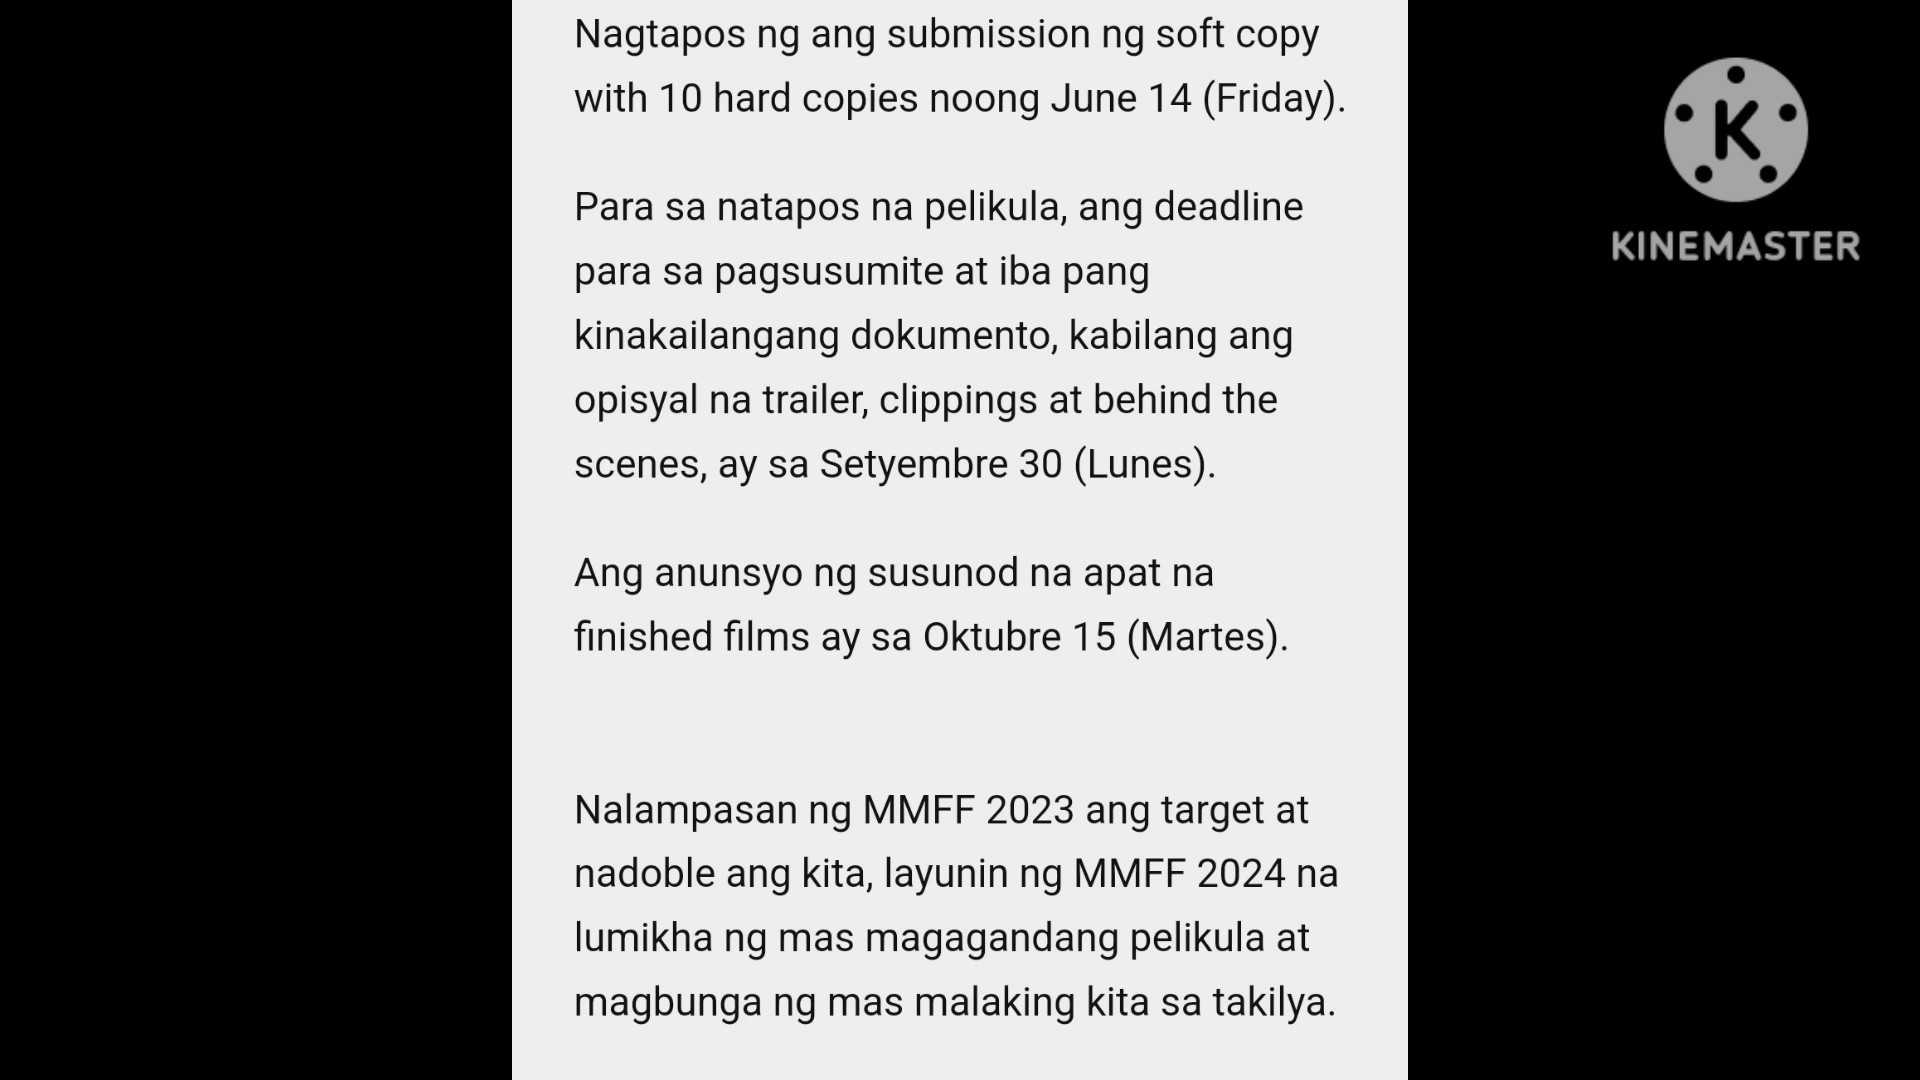 Nagtapos ng ang submission ng soft copy
with 10 hard copies noong June 14 (Friday).
Para sa natapos na pelikula, ang deadline
para sa pagsusumite at iba pang
kinakailangang dokumento, kabilang ang
opisyal na trailer, clippings at behind the
scenes, ay sa Setyembre 30 (Lunes).
Ang anunsyo ng susunod na apat na
finished films ay sa Oktubre 15 (Martes).
Nalampasan ng MMFF 2023 ang target at
nadoble ang kita, layunin ng MMFF 2024 na
lumikha ng mas magagandang pelikula at
magbunga ng mas malaking kita sa takilya.
K
KINEMASTER